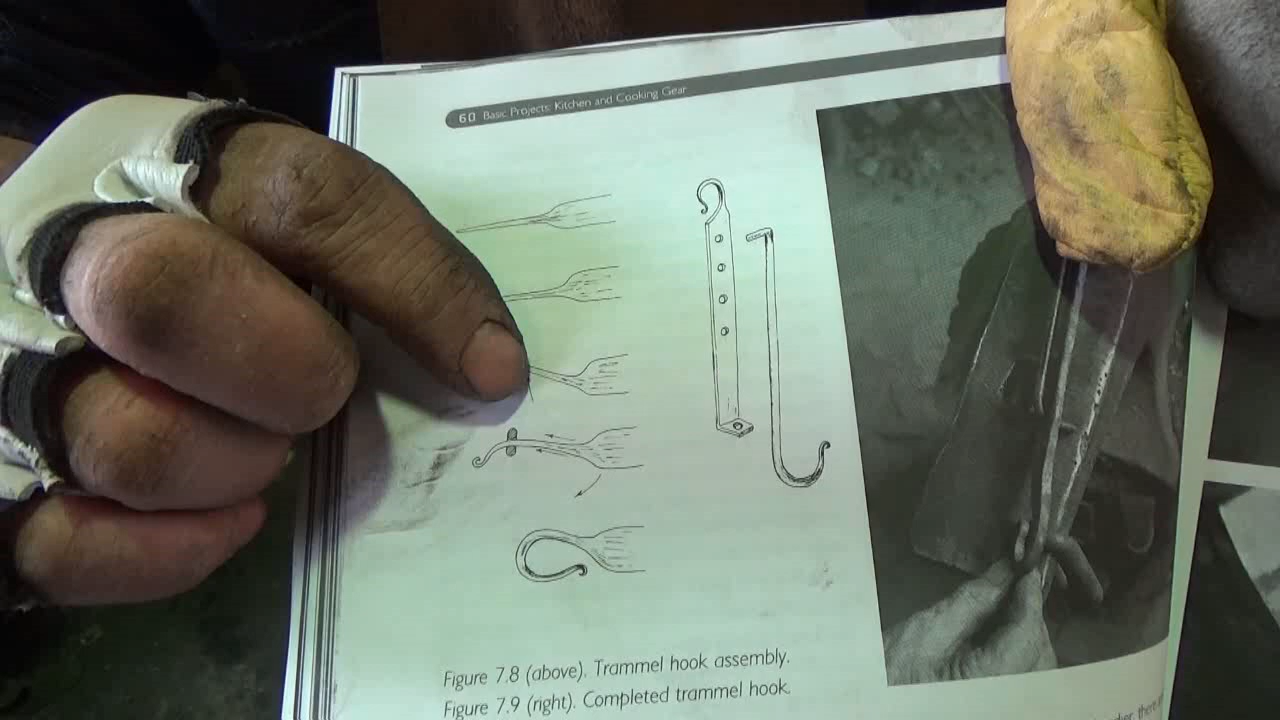 60 Basic Projects: Kitchen and Cooking Gear
Figure 7.8 (above). Trammel hook assembly.
Figure 7.9 (right). Completed trammel hook.